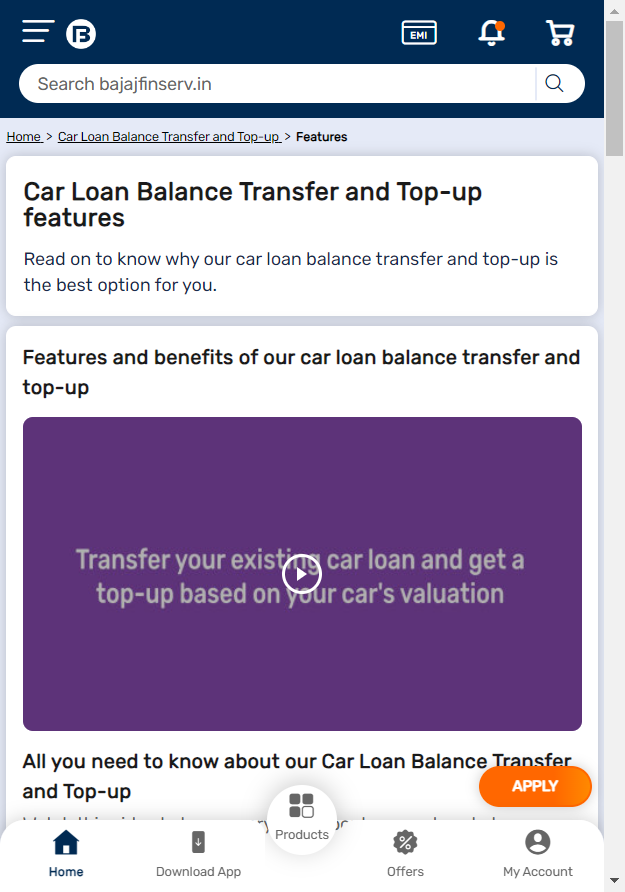 EMI
Search bajajfinserv.in
Home > Car Loan Balance Transfer and Top-up > Features
Car Loan Balance Transfer and Top-up
features
Read on to know why our car loan balance transfer and top-up is
the best option for you.
Features and benefits of our car loan balance transfer and
top-up
Transfer your existing car loan and get a
top-up based on your car's valuation
All you need to know about our Car Loan Balance Transfer
and Top-up
APPLY
Products
Home
Download App
Offers
My Account